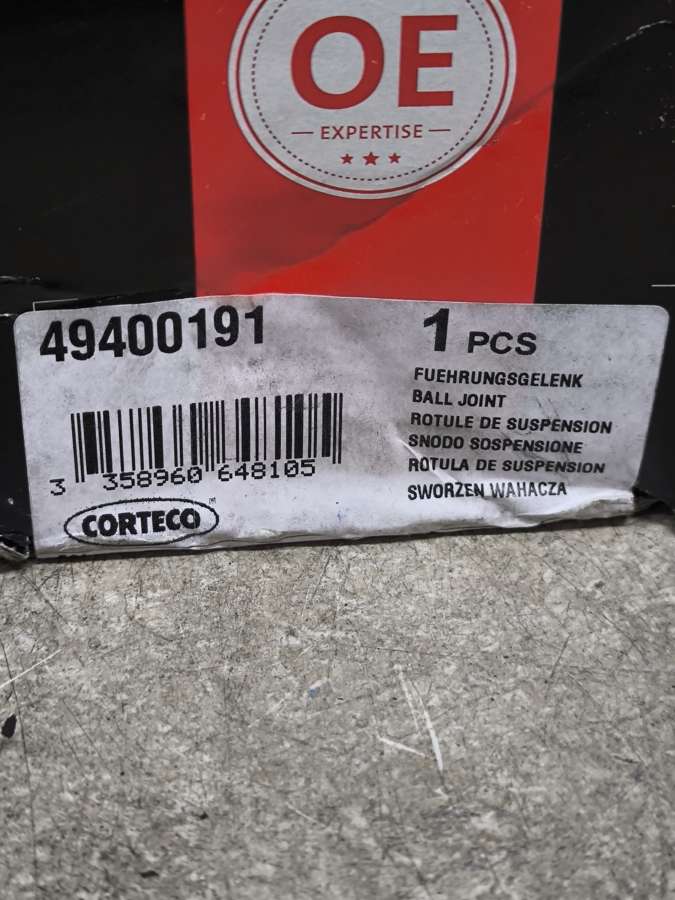 OE
EXPERTISE
49400191
1 PCS
FUEHRUNGSGELENK
BALL JOINT
ROTULE DE SUSPENSION
SNODO SOSPENSIONE
RÓTULA DE SUSPENSION
SWORZEN WAHACZA
3 358960 648105
CORTECO